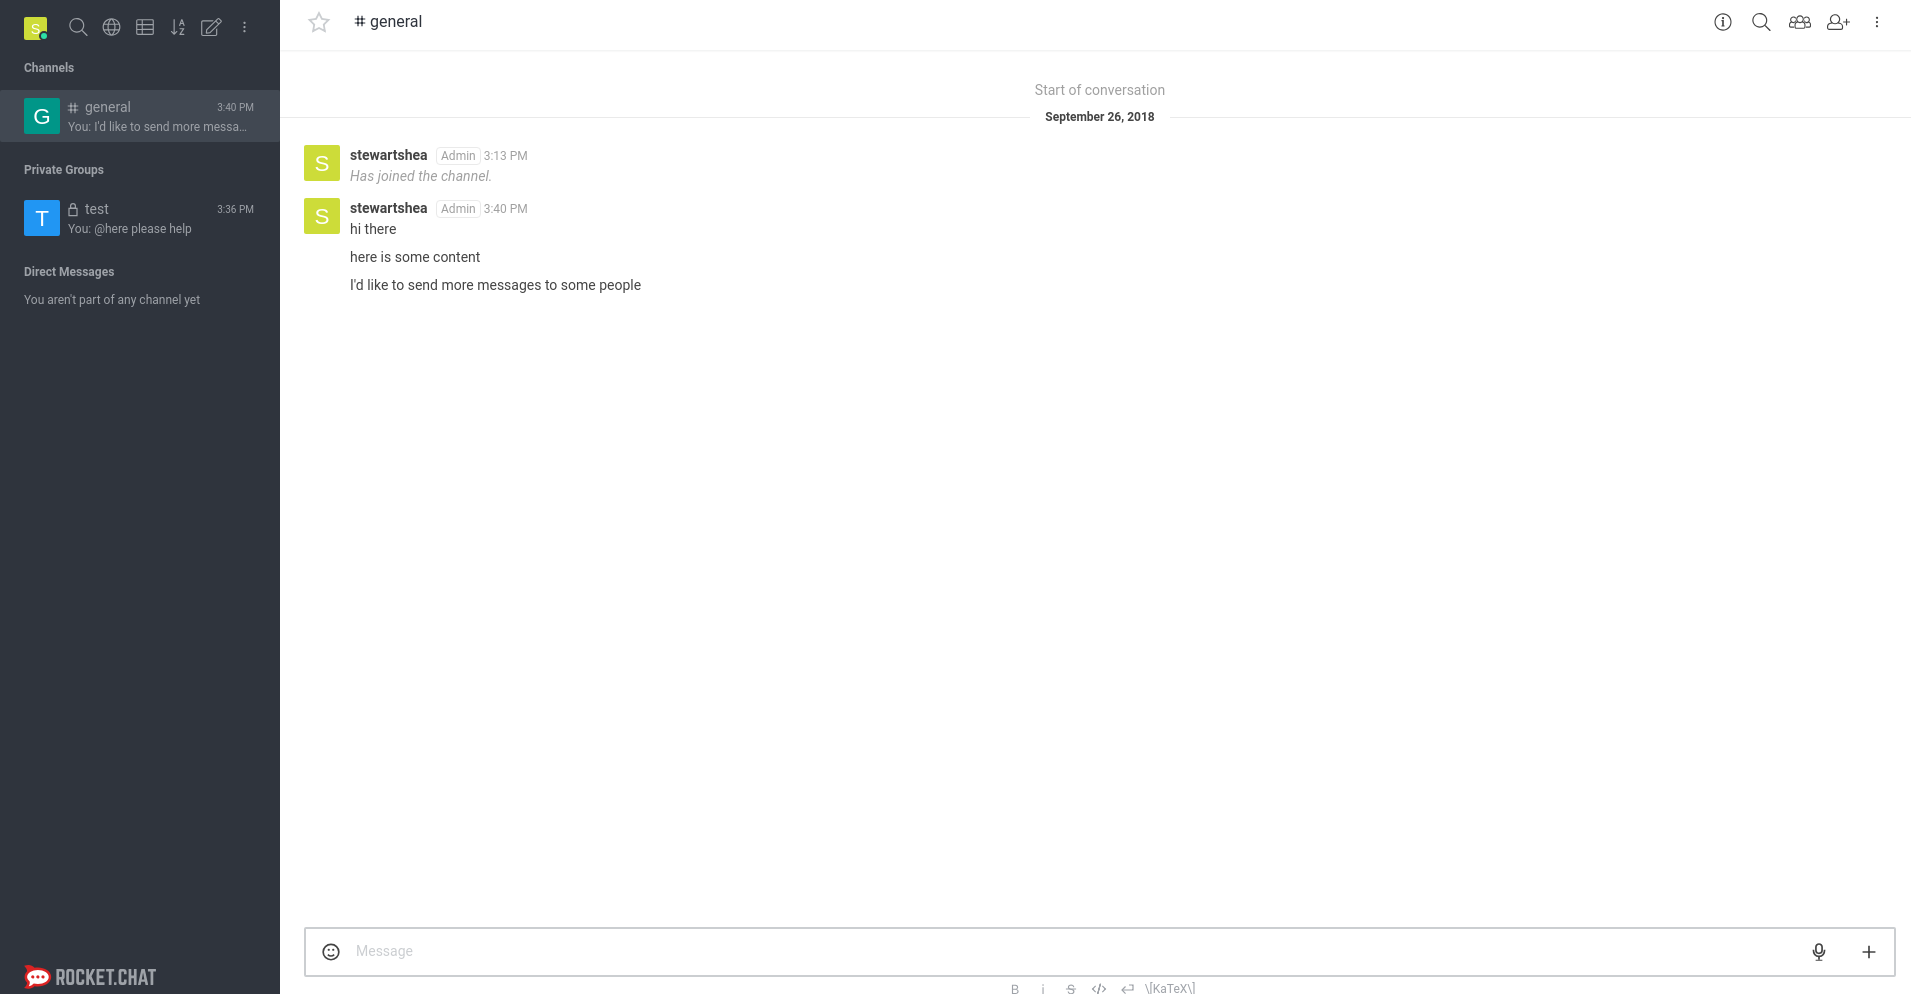 S
Channels
G
general
3:40 PM
You: I'd like to send more messa...
Private Groups
T
test
3:36 PM
You: @here please help
Direct Messages
You aren't part of any channel yet
ROCKET.CHAT
# general
Start of conversation
September 26, 2018
S
stewartshea Admin 3:13 PM
Has joined the channel.
S
stewartshea Admin 3:40 PM
hi there
here is some content
I'd like to send more messages to some people
Message
B i S </> \[KaTeX\]